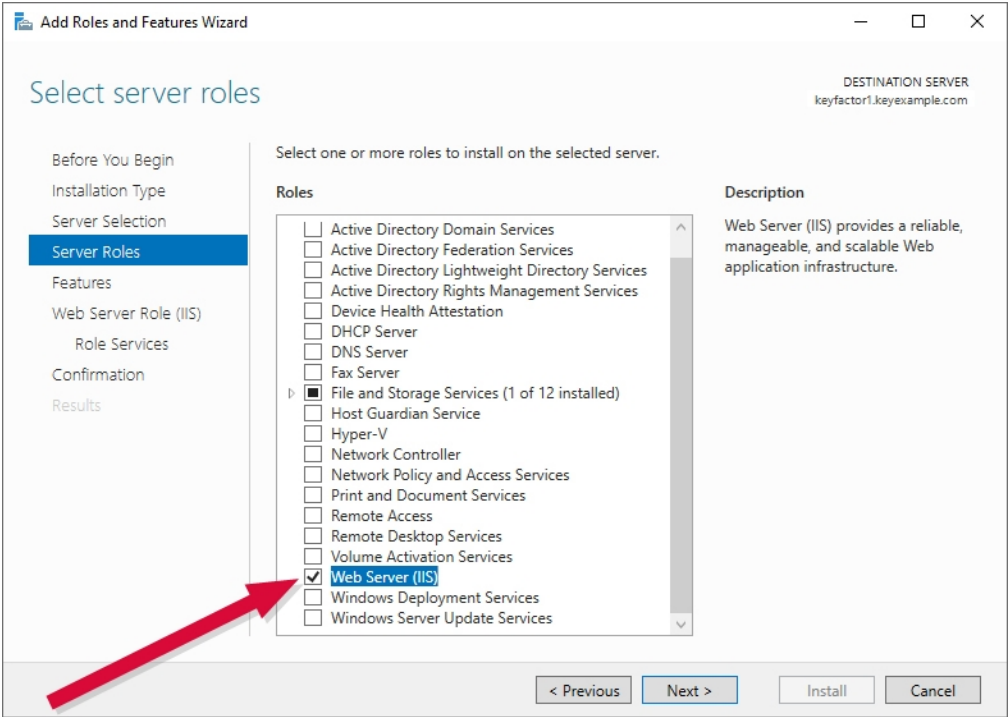 Add Roles and Features Wizard
Select server roles
DESTINATION SERVER
keyfactor1.keyexample.com
Before You Begin
Installation Type
Server Selection
Server Roles
Features
Web Server Role (IIS)
Role Services
Confirmation
Results
Select one or more roles to install on the selected server.
Roles
Active Directory Domain Services
Active Directory Federation Services
Active Directory Lightweight Directory Services
Active Directory Rights Management Services
Device Health Attestation
DHCP Server
DNS Server
Fax Server
File and Storage Services (1 of 12 installed)
Host Guardian Service
Hyper-V
Network Controller
Network Policy and Access Services
Print and Document Services
Remote Access
Remote Desktop Services
Volume Activation Services
Web Server (IIS)
Windows Deployment Services
Windows Server Update Services
Description
Web Server (IIS) provides a reliable,
manageable, and scalable Web
application infrastructure.
< Previous
Next >
Install
Cancel